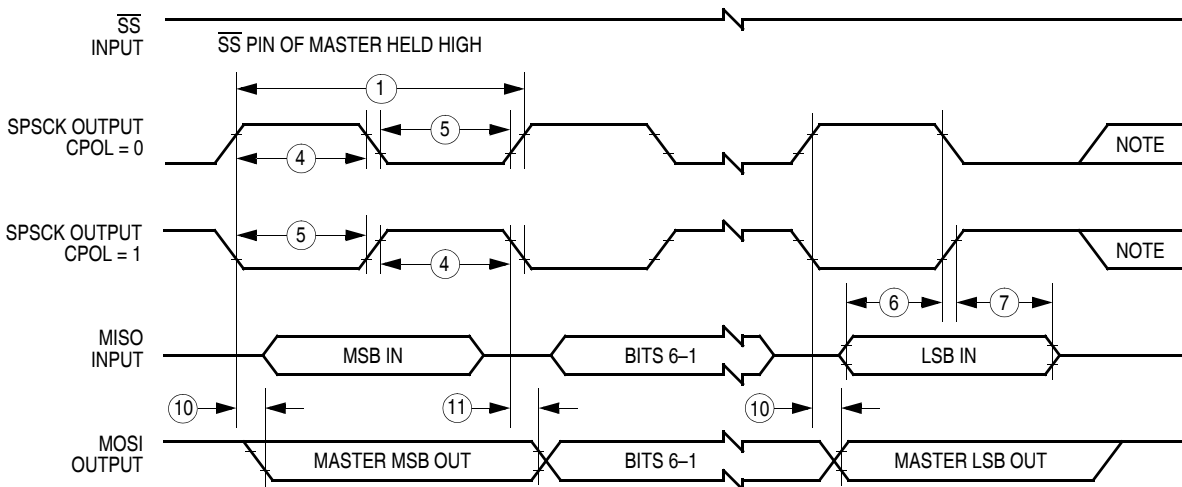 SS
INPUT
SS PIN OF MASTER HELD HIGH
1
SPSCK OUTPUT
CPOL = 0
5
4
NOTE
SPSCK OUTPUT
CPOL = 1
5
4
NOTE
6
7
MISO
INPUT
MSB IN
BITS 6–1
LSB IN
10
11
10
MOSI
OUTPUT
MASTER MSB OUT
BITS 6–1
MASTER LSB OUT